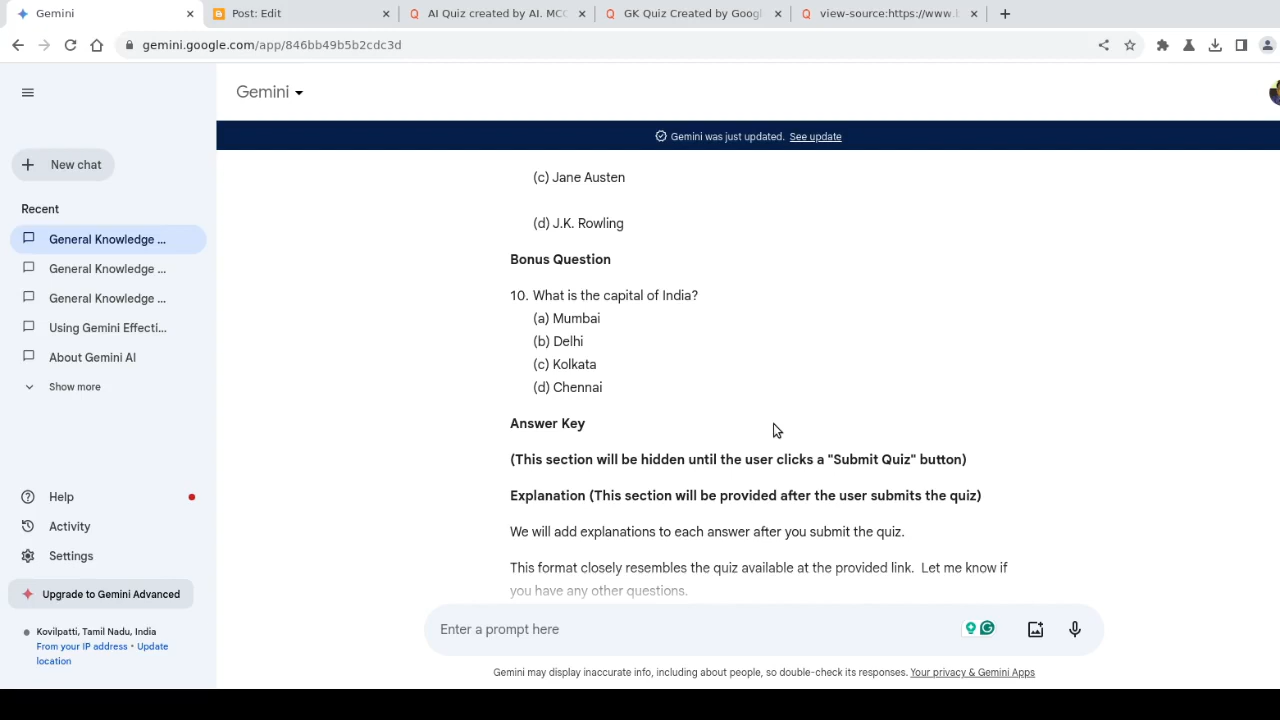 Gemini
Post: Edit
AI Quiz created by AI. MCC
GK Quiz Created by Googl
view-source:https://www.b
gemini.google.com/app/846bb49b5b2cdc3d
Gemini
Gemini was just updated. See update
New chat
Recent
General Knowledge ...
General Knowledge ...
General Knowledge ...
Using Gemini Effecti...
About Gemini AI
Show more
Help
Activity
Settings
Upgrade to Gemini Advanced
Kovilpatti, Tamil Nadu, India
From your IP address • Update
location
(c) Jane Austen
(d) J.K. Rowling
Bonus Question
10. What is the capital of India?
(a) Mumbai
(b) Delhi
(c) Kolkata
(d) Chennai
Answer Key
(This section will be hidden until the user clicks a "Submit Quiz" button)
Explanation (This section will be provided after the user submits the quiz)
We will add explanations to each answer after you submit the quiz.
This format closely resembles the quiz available at the provided link. Let me know if
you have any other questions.
Enter a prompt here
Gemini may display inaccurate info, including about people, so double-check its responses. Your privacy & Gemini Apps